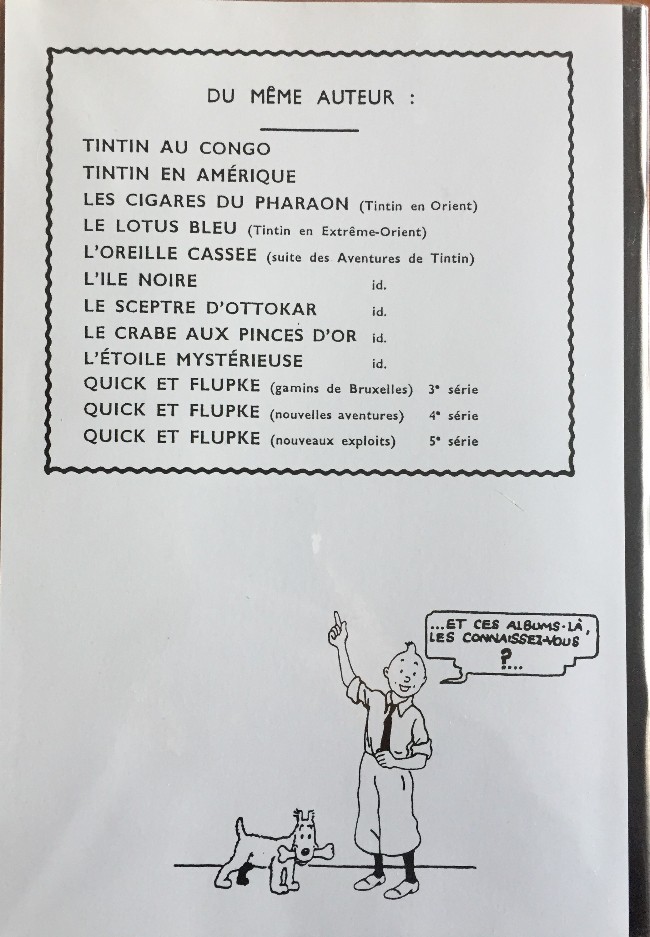 DU MÊME AUTEUR :
TINTIN AU CONGO
TINTIN EN AMÉRIQUE
LES CIGARES DU PHARAON (Tintin en Orient)
LE LOTUS BLEU (Tintin en Extrême-Orient)
L'OREILLE CASSÉE (suite des Aventures de Tintin)
L'ILE NOIRE id.
LE SCEPTRE D'OTTOKAR id.
LE CRABE AUX PINCES D'OR id.
L'ÉTOILE MYSTÉRIEUSE id.
QUICK ET FLUPKE (gamins de Bruxelles) 3e série
QUICK ET FLUPKE (nouvelles aventures) 4e série
QUICK ET FLUPKE (nouveaux exploits) 5e série
...ET CES ALBUMS-LÀ,
LES CONNAISSEZ-VOUS
?...